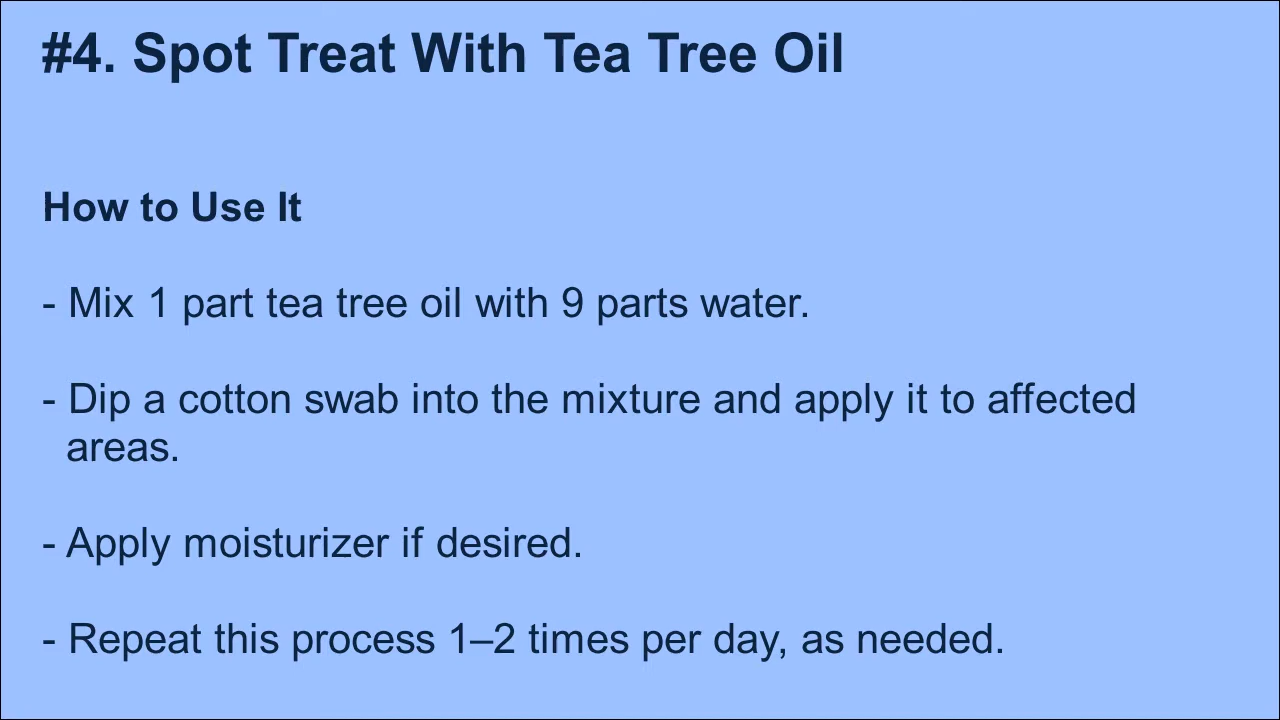 #4. Spot Treat With Tea Tree Oil
How to Use It
- Mix 1 part tea tree oil with 9 parts water.
- Dip a cotton swab into the mixture and apply it to affected
areas.
- Apply moisturizer if desired.
- Repeat this process 1–2 times per day, as needed.